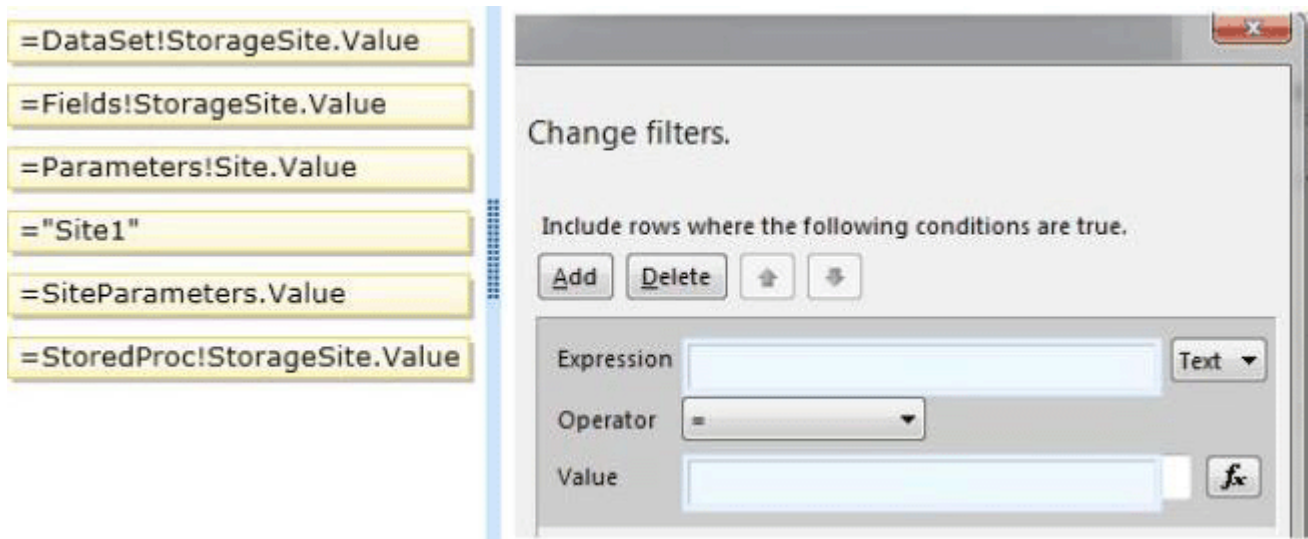 =DataSet!StorageSite.Value
=Fields!StorageSite.Value
=Parameters!Site.Value
="Site1"
=SiteParameters.Value
=StoredProc!StorageSite.Value
x
Change filters.
Include rows where the following conditions are true.
Add Delete
Expression Text
Operator =
Value fx